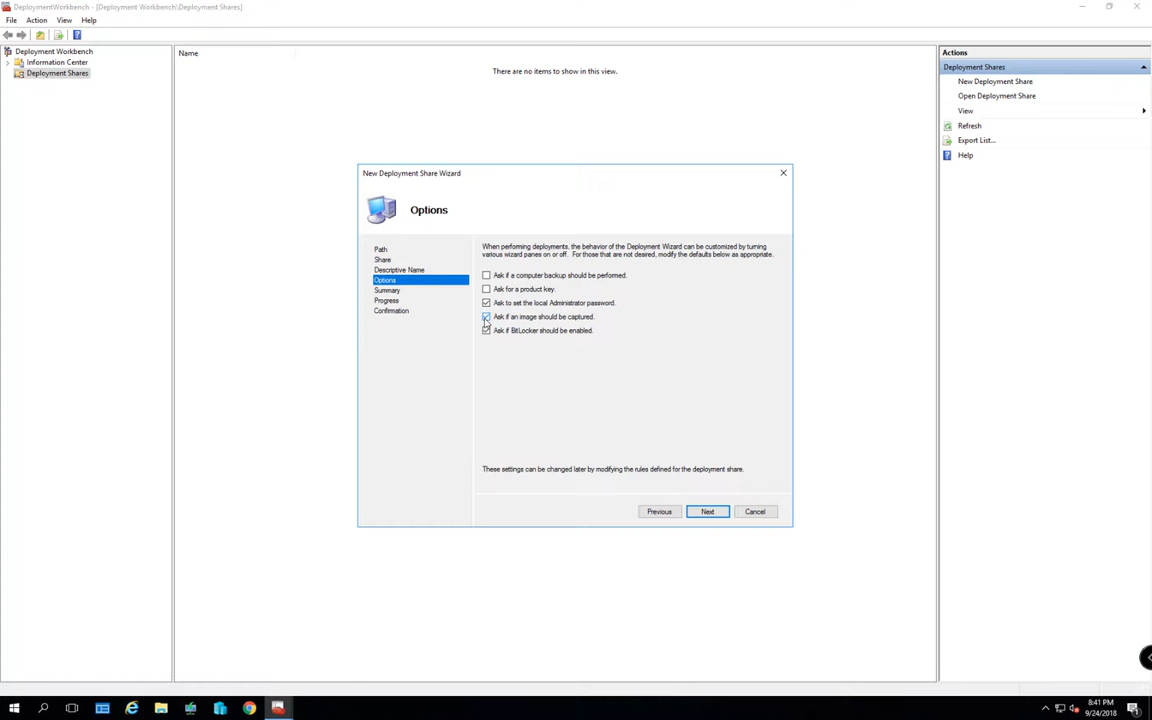 DeploymentWorkbench - [Deployment Workbench\Deployment Shares]
File Action View Help
Deployment Workbench
Information Center
Deployment Shares
Name
There are no items to show in this view.
Actions
Deployment Shares
New Deployment Share
Open Deployment Share
View
Refresh
Export List...
Help
New Deployment Share Wizard
Options
Path
Share
Descriptive Name
Options
Summary
Progress
Confirmation
When performing deployments, the behavior of the Deployment Wizard can be customized by turning
various wizard panes on or off. For those that are not desired, modify the defaults below as appropriate.
Ask if a computer backup should be performed.
Ask for a product key.
Ask to set the local Administrator password.
Ask if an image should be captured.
Ask if BitLocker should be enabled.
These settings can be changed later by modifying the rules defined for the deployment share.
Previous Next Cancel
8:41 PM
9/24/2018